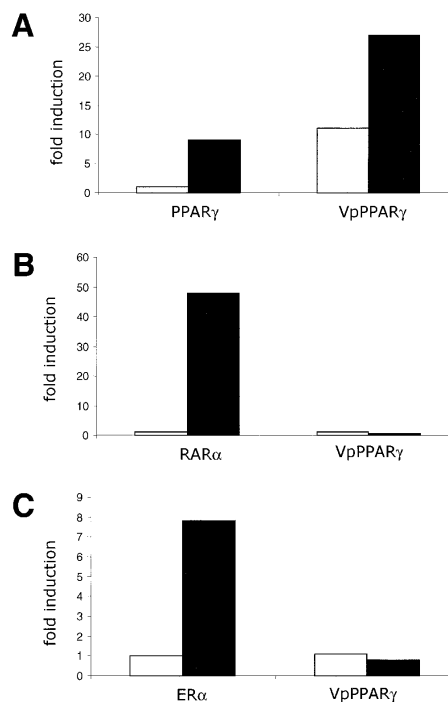 A
fold induction
30
25
20
15
10
5
0
PPARγ VpPPARγ
B
fold induction
60
50
40
30
20
10
0
RARα VpPPARγ
C
fold induction
9
8
7
6
5
4
3
2
1
0
ERα VpPPARγ